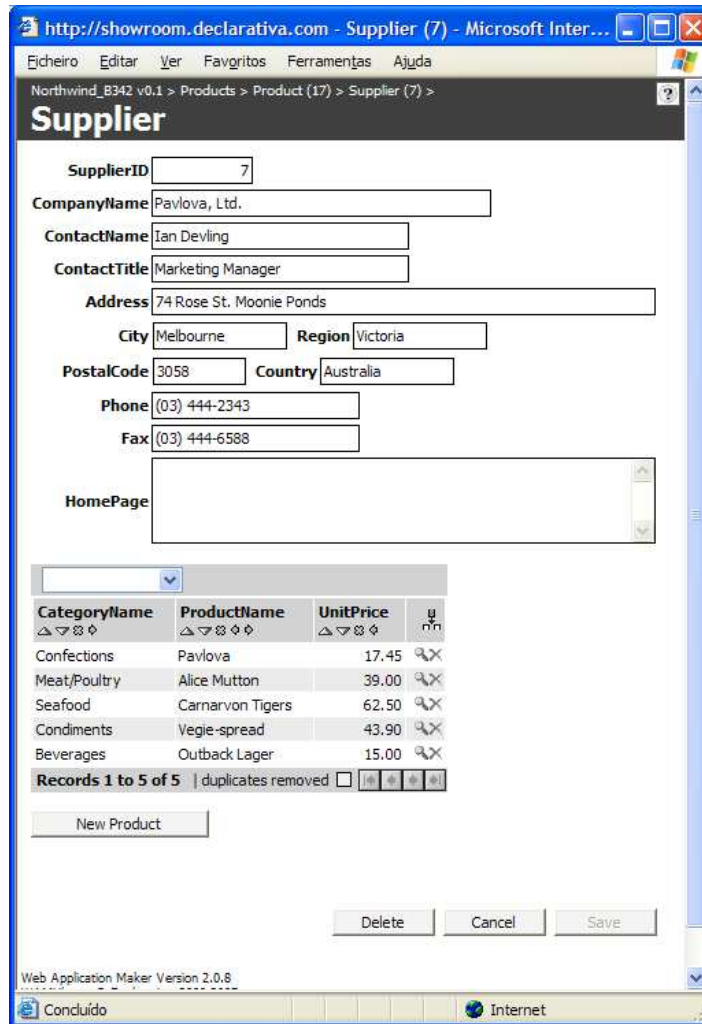 http://showroom.declarativa.com - Supplier (7) - Microsoft Inter...
Ficheiro Editar Ver Favoritos Ferramentas Ajuda
Northwind_B342 v0.1 > Products > Product (17) > Supplier (7) >
?
Supplier
SupplierID 7
CompanyName Pavlova, Ltd.
ContactName Ian Devling
ContactTitle Marketing Manager
Address 74 Rose St. Moonie Ponds
City Melbourne Region Victoria
PostalCode 3058 Country Australia
Phone (03) 444-2343
Fax (03) 444-6588
HomePage
CategoryName ProductName UnitPrice
Confections Pavlova 17.45
Meat/Poultry Alice Mutton 39.00
Seafood Carnarvon Tigers 62.50
Condiments Vegie-spread 43.90
Beverages Outback Lager 15.00
Records 1 to 5 of 5 | duplicates removed
New Product
Delete Cancel Save
Web Application Maker Version 2.0.8
Concluído Internet